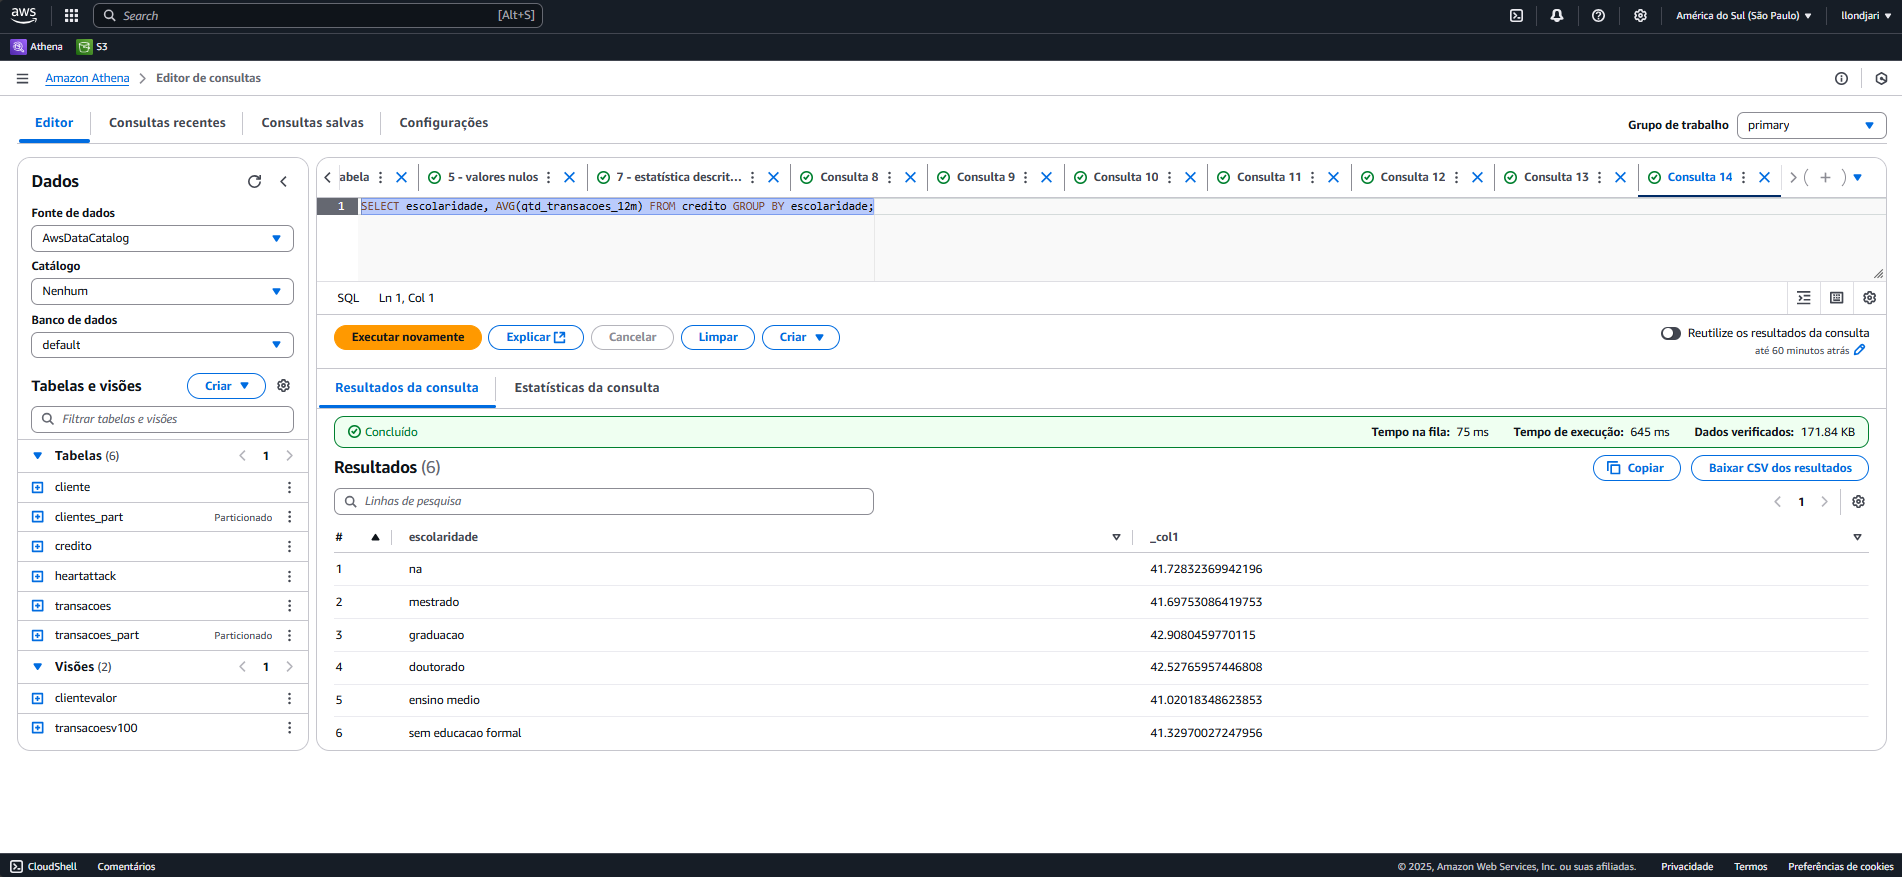 aws Search [Alt+S] América do Sul (São Paulo) llondjari
Athena S3
Amazon Athena Editor de consultas
Editor Consultas recentes Consultas salvas Configurações Grupo de trabalho primary
Dados
Fonte de dados
AwsDataCatalog
Catálogo
Nenhum
Banco de dados
default
Tabelas e visões Criar
Filtrar tabelas e visões
Tabelas (6) 1
cliente
clientes_part Particionado
credito
heartattack
transacoes
transacoes_part Particionado
Visões (2) 1
clientevalor
transacoesv100
abela 5 - valores nulos 7 - estatística descrit... Consulta 8 Consulta 9 Consulta 10 Consulta 11 Consulta 12 Consulta 13 Consulta 14
1 SELECT escolaridade, AVG(qtd_transacoes_12m) FROM credito GROUP BY escolaridade;
SQL Ln 1, Col 1
Executar novamente Explicar Cancelar Limpar Criar Reutilize os resultados da consulta
até 60 minutos atrás
Resultados da consulta Estatísticas da consulta
Concluído Tempo na fila: 75 ms Tempo de execução: 645 ms Dados verificados: 171.84 KB
Resultados (6) Copiar Baixar CSV dos resultados
Linhas de pesquisa 1
# escolaridade _col1
1 na 41.72832369942196
2 mestrado 41.69753086419753
3 graduacao 42.9080459770115
4 doutorado 42.52765957446808
5 ensino medio 41.02018348623853
6 sem educacao formal 41.32970027247956
CloudShell Comentários © 2025, Amazon Web Services, Inc. ou suas afiliadas. Privacidade Termos Preferências de cookies